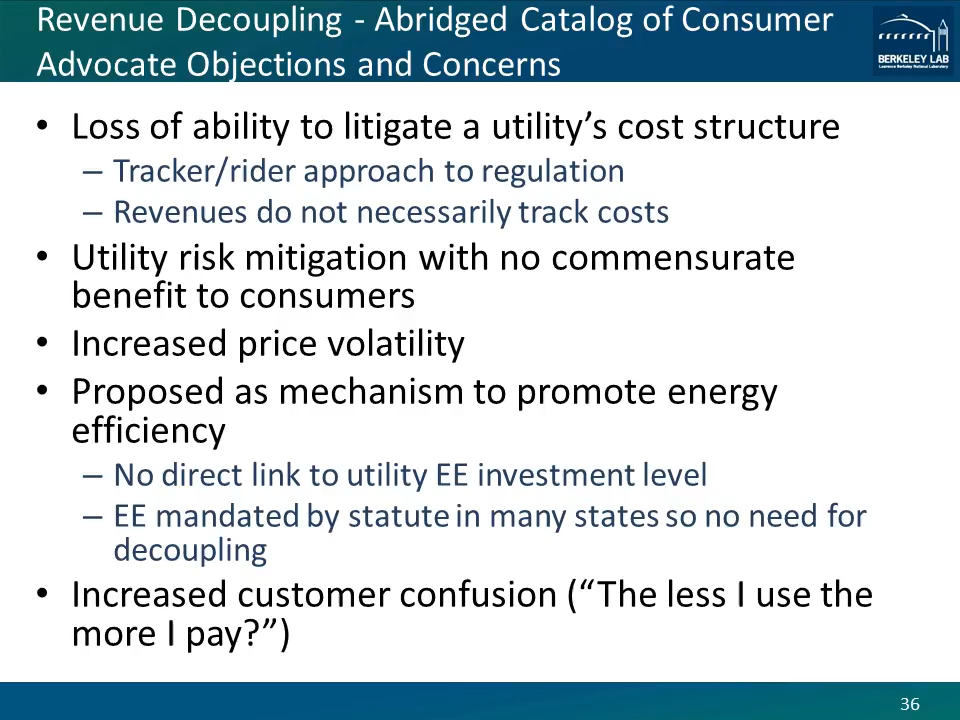 Revenue Decoupling - Abridged Catalog of Consumer
Advocate Objections and Concerns
BERKELEY LAB
Lawrence Berkeley National Laboratory
• Loss of ability to litigate a utility’s cost structure
– Tracker/rider approach to regulation
– Revenues do not necessarily track costs
• Utility risk mitigation with no commensurate
benefit to consumers
• Increased price volatility
• Proposed as mechanism to promote energy
efficiency
– No direct link to utility EE investment level
– EE mandated by statute in many states so no need for
decoupling
• Increased customer confusion (“The less I use the
more I pay?”)
36